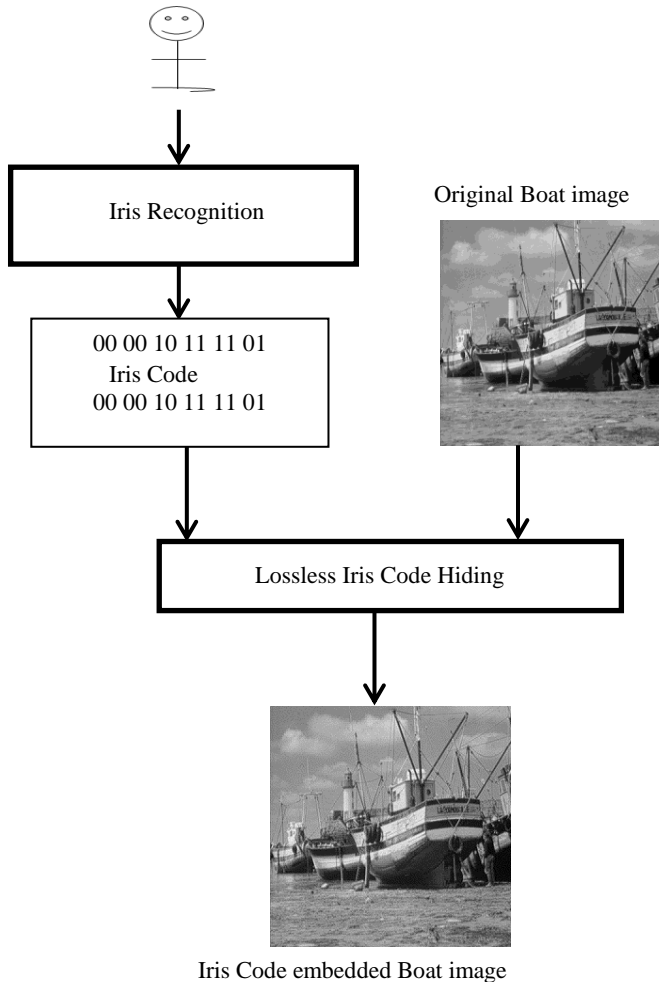 Iris Recognition
Original Boat image
00 00 10 11 11 01
Iris Code
00 00 10 11 11 01
Lossless Iris Code Hiding
Iris Code embedded Boat image